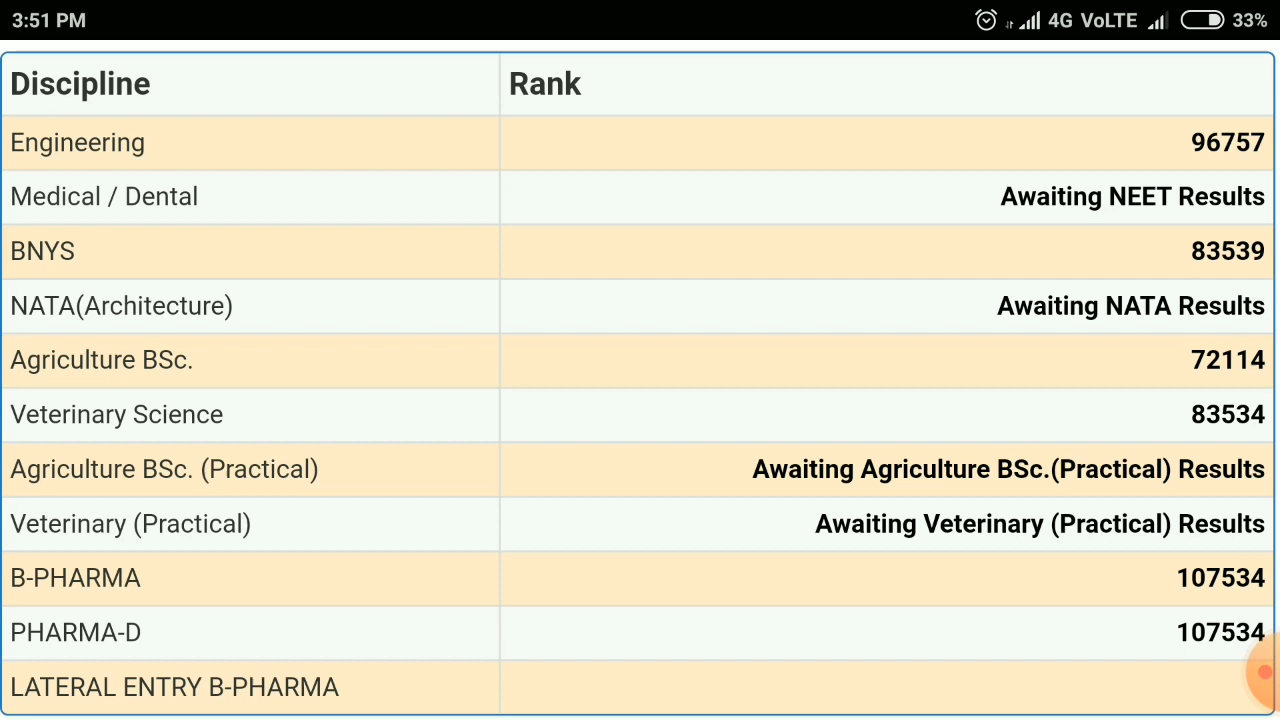 3:51 PM 4G VoLTE 33%
Discipline Rank
Engineering 96757
Medical / Dental Awaiting NEET Results
BNYS 83539
NATA(Architecture) Awaiting NATA Results
Agriculture BSc. 72114
Veterinary Science 83534
Agriculture BSc. (Practical) Awaiting Agriculture BSc.(Practical) Results
Veterinary (Practical) Awaiting Veterinary (Practical) Results
B-PHARMA 107534
PHARMA-D 107534
LATERAL ENTRY B-PHARMA